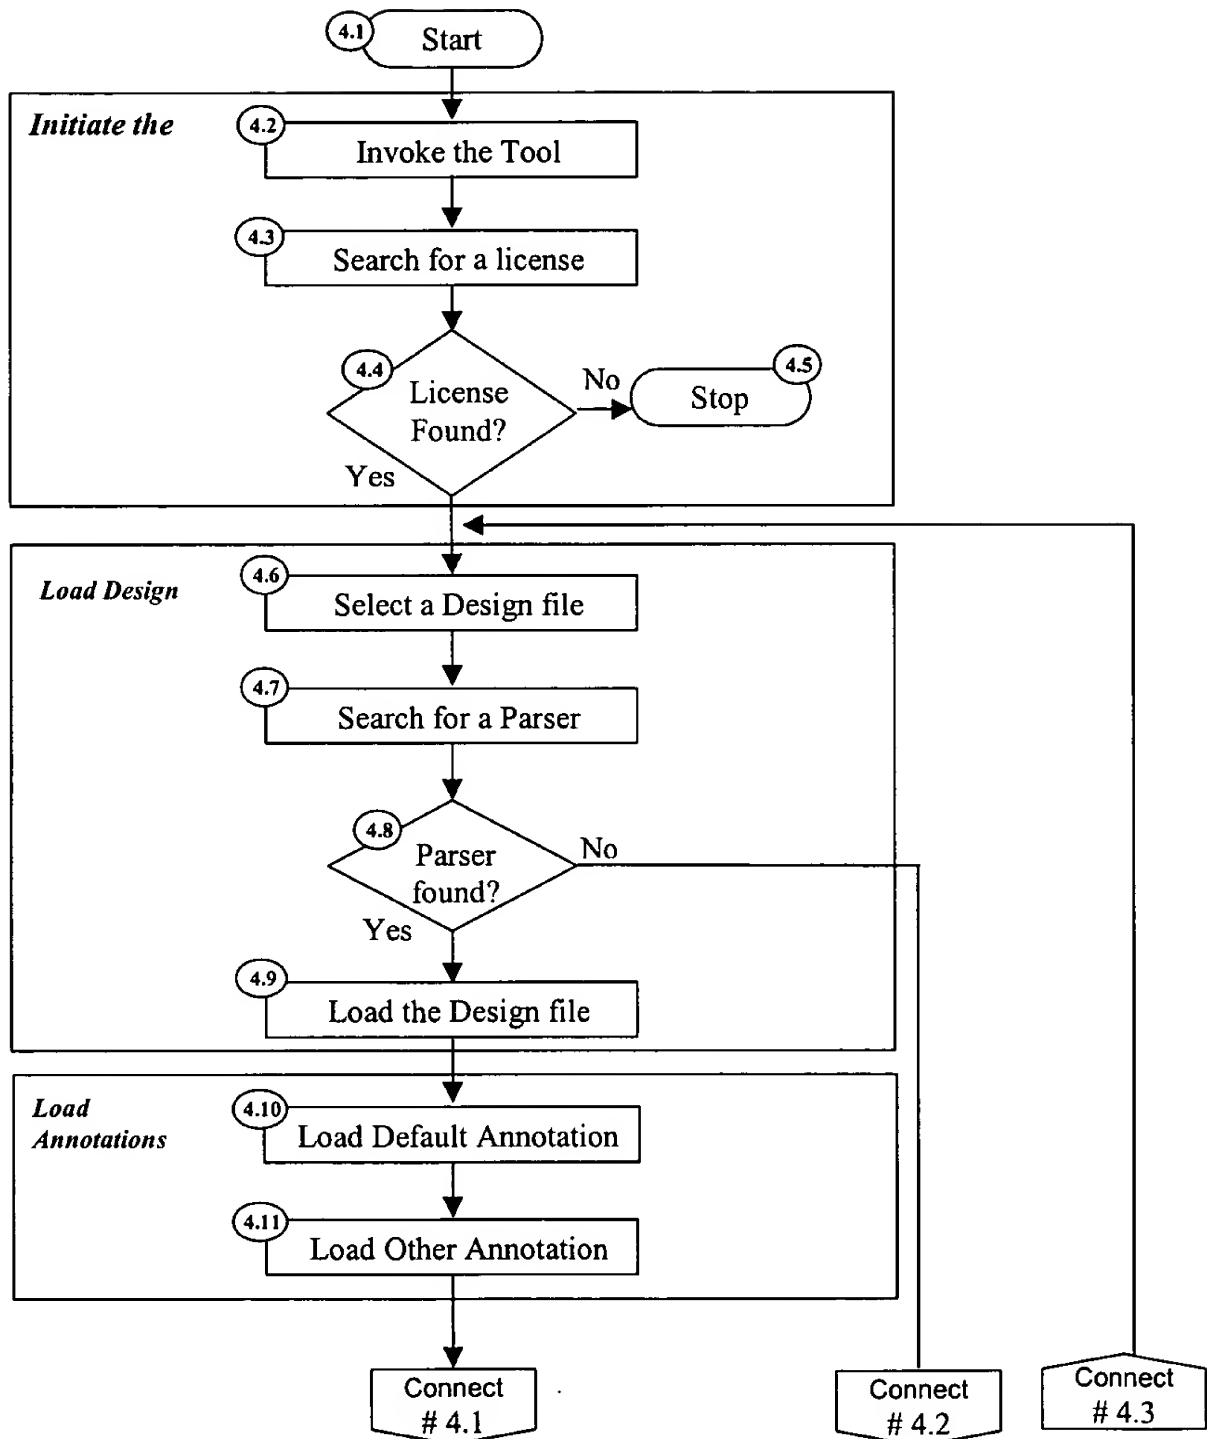 4.1
Start
Initiate the
4.2
Invoke the Tool
4.3
Search for a license
4.4
License
Found?
No
4.5
Stop
Yes
Load Design
4.6
Select a Design file
4.7
Search for a Parser
4.8
Parser
found?
No
Yes
4.9
Load the Design file
Load
Annotations
4.10
Load Default Annotation
4.11
Load Other Annotation
Connect
# 4.1
Connect
# 4.2
Connect
# 4.3